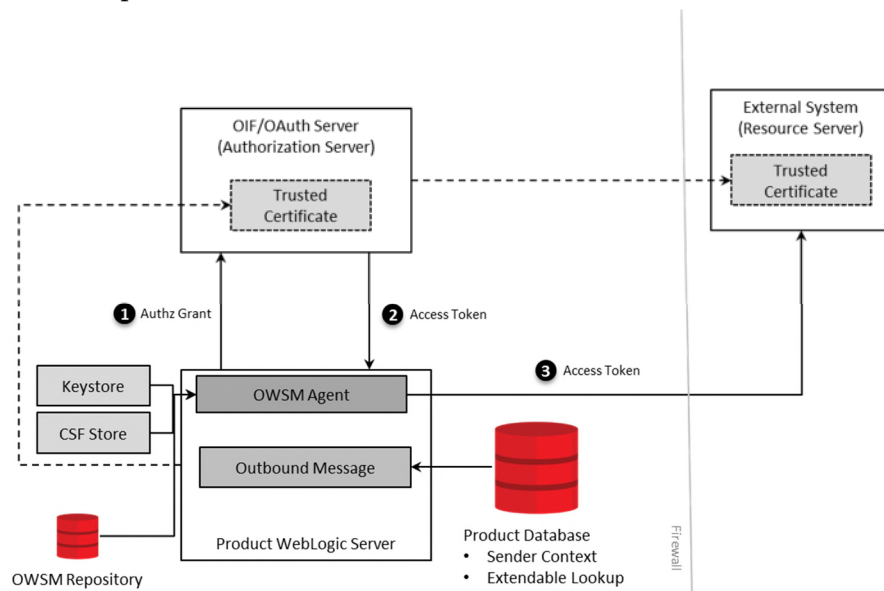 OIF/OAuth Server
(Authorization Server)
Trusted
Certificate
External System
(Resource Server)
Trusted
Certificate
1 Authz Grant
2 Access Token
3 Access Token
Keystore
CSF Store
OWSM Agent
Outbound Message
Product WebLogic Server
OWSM Repository
Product Database
• Sender Context
• Extendable Lookup
Firewall